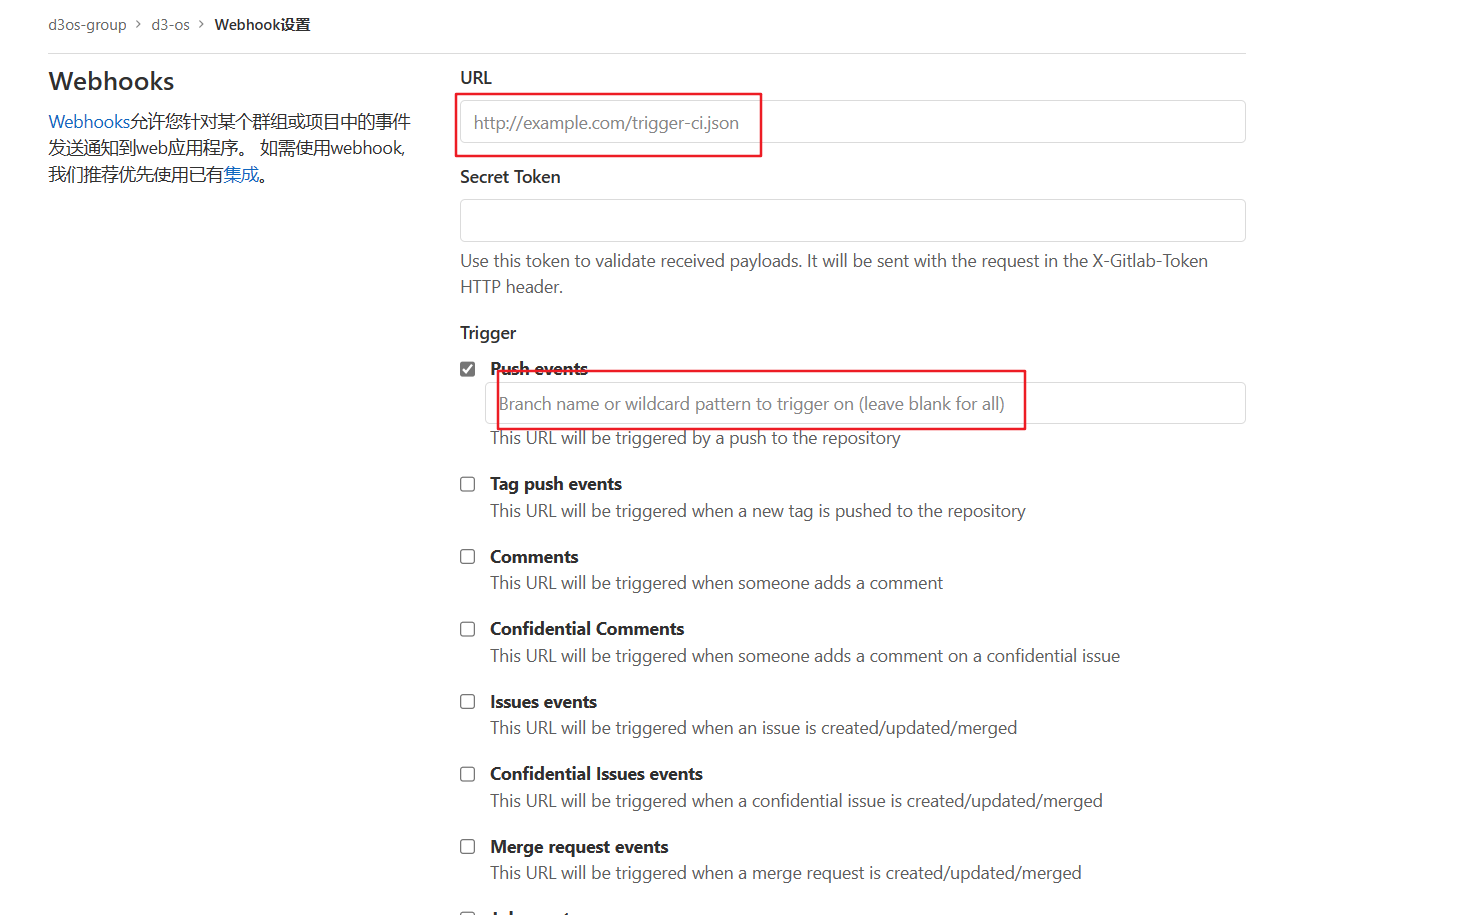 d3os-group > d3-os > Webhook设置
Webhooks
Webhooks允许您针对某个群组或项目中的事件
发送通知到web应用程序。 如需使用webhook,
我们推荐优先使用已有集成。
URL
http://example.com/trigger-ci.json
Secret Token
Use this token to validate received payloads. It will be sent with the request in the X-Gitlab-Token
HTTP header.
Trigger
Push events
Branch name or wildcard pattern to trigger on (leave blank for all)
This URL will be triggered by a push to the repository
Tag push events
This URL will be triggered when a new tag is pushed to the repository
Comments
This URL will be triggered when someone adds a comment
Confidential Comments
This URL will be triggered when someone adds a comment on a confidential issue
Issues events
This URL will be triggered when an issue is created/updated/merged
Confidential Issues events
This URL will be triggered when a confidential issue is created/updated/merged
Merge request events
This URL will be triggered when a merge request is created/updated/merged